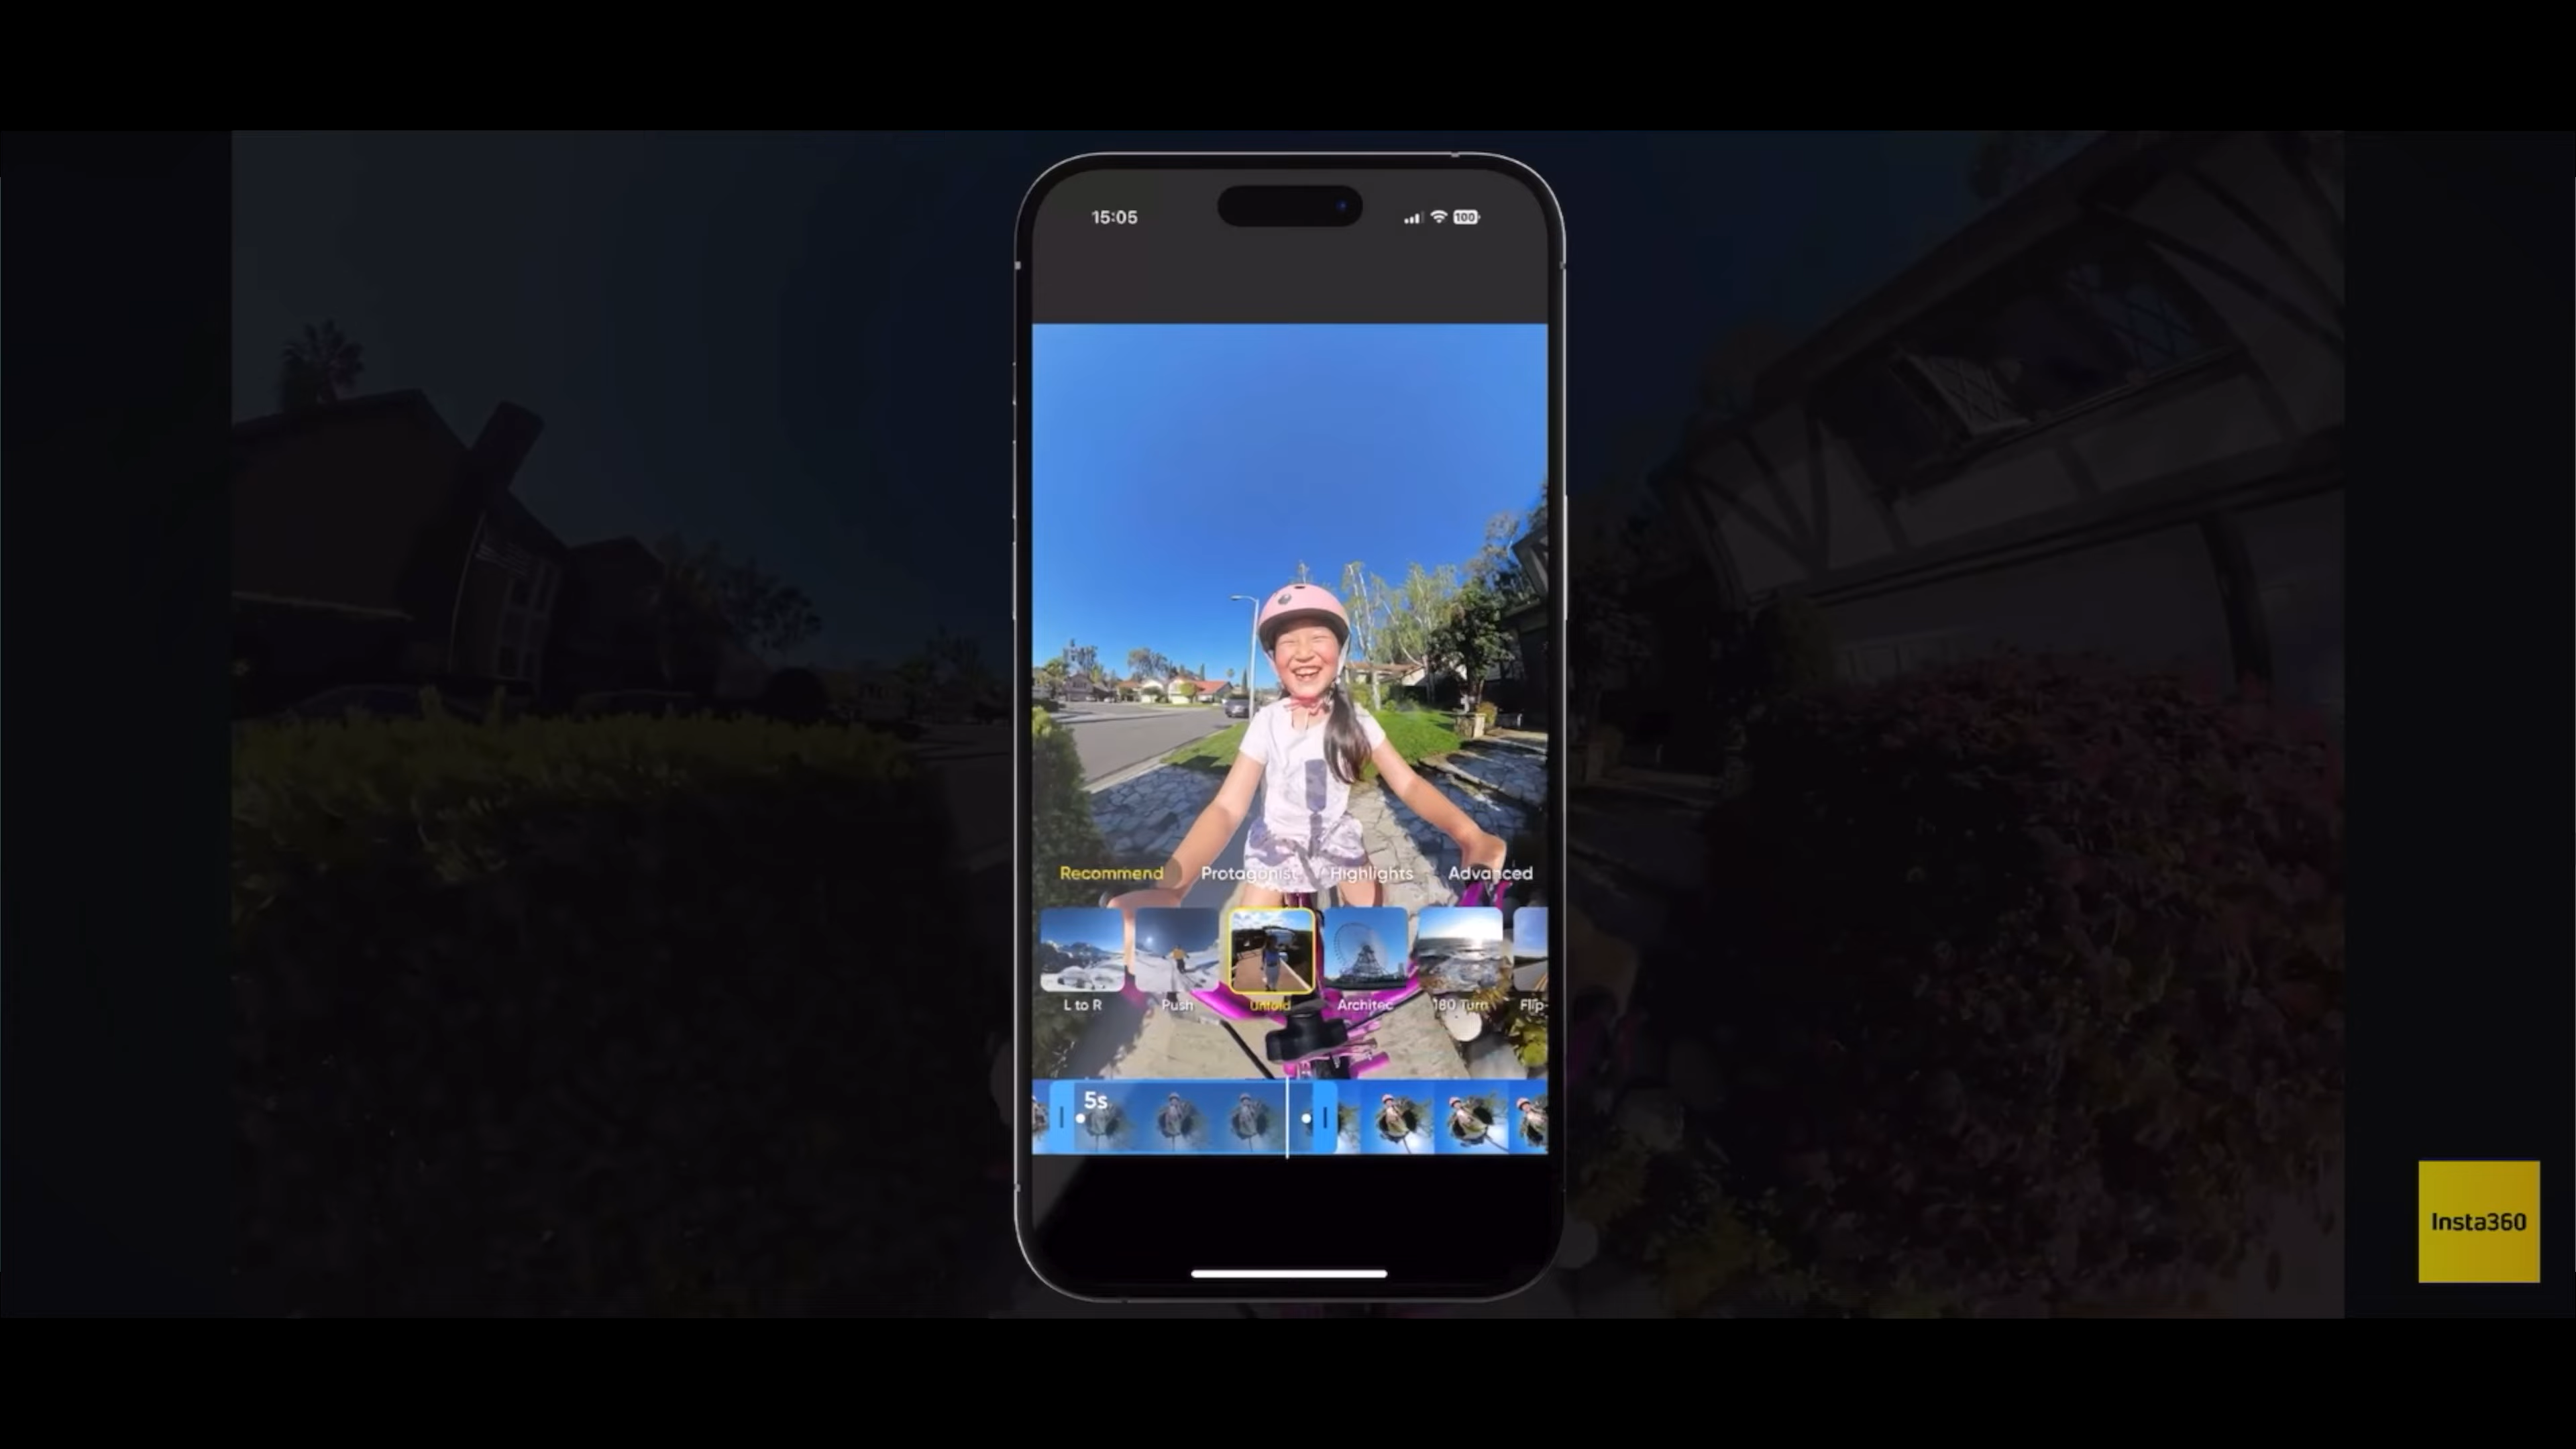 15:05
100
Recommend Protagonist Highlights Advanced
L to R Push Unfold Architec 180 Turn Flip-
5s
Insta360